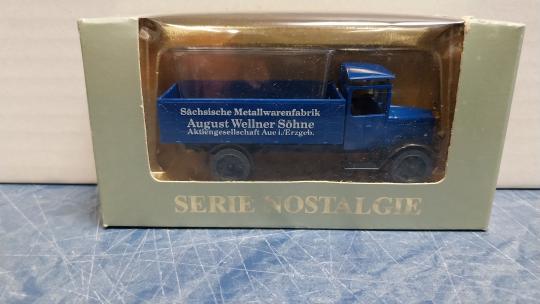 Sächsische Metallwarenfabrik
August Wellner Söhne
Aktiengesellschaft Aue i./Erzgeb.
SERIE NOSTALGIE